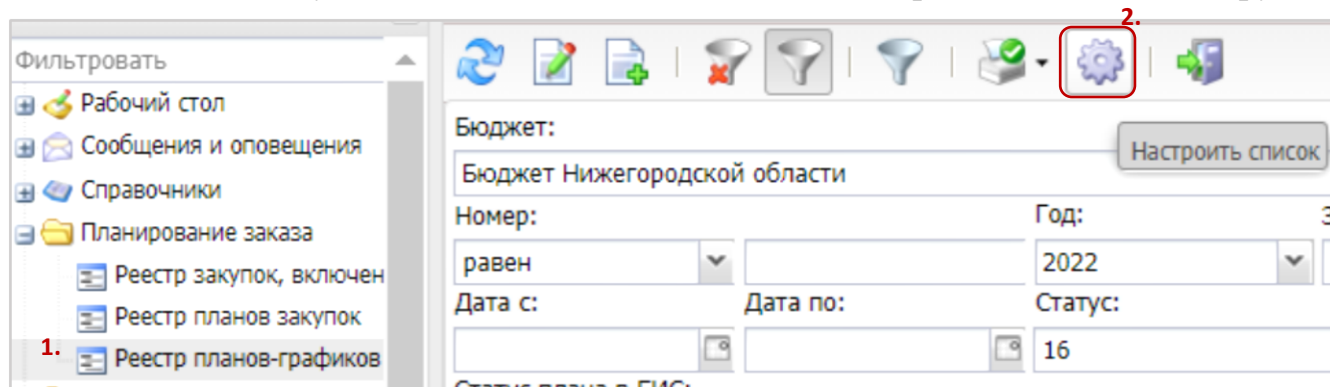 2.
Фильтровать
Рабочий стол
Сообщения и оповещения
Справочники
Планирование заказа
Реестр закупок, включен
Реестр планов закупок
1. Реестр планов-графиков
Бюджет:
Настроить список
Бюджет Нижегородской области
Номер: Год:
равен 2022
Дата с: Дата по: Статус:
16